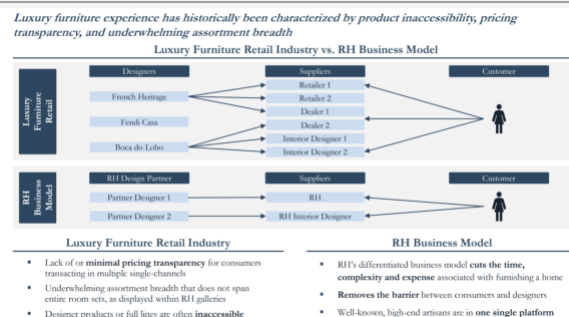 Luxury furniture experience has historically been characterized by product inaccessibility, pricing
transparency, and underwhelming assortment breadth
Luxury Furniture Retail Industry vs. RH Business Model
Luxury
Furniture
Retail
Designers
Suppliers
Customer
French Heritage
Fendi Casa
Boca do Lobo
Retailer 1
Retailer 2
Dealer 1
Dealer 2
Interior Designer 1
Interior Designer 2
RH
Business
Model
RH Design Partner
Suppliers
Customer
Partner Designer 1
RH
Partner Designer 2
RH Interior Designer
Luxury Furniture Retail Industry
▪ Lack of or minimal pricing transparency for consumers
transacting in multiple single-channels
▪ Underwhelming assortment breadth that does not span
entire room sets, as displayed within RH galleries
▪ Designer products or full lines are often inaccessible
RH Business Model
▪ RH's differentiated business model cuts the time,
complexity and expense associated with furnishing a home
▪ Removes the barrier between consumers and designers
▪ Well-known, high-end artisans are in one single platform